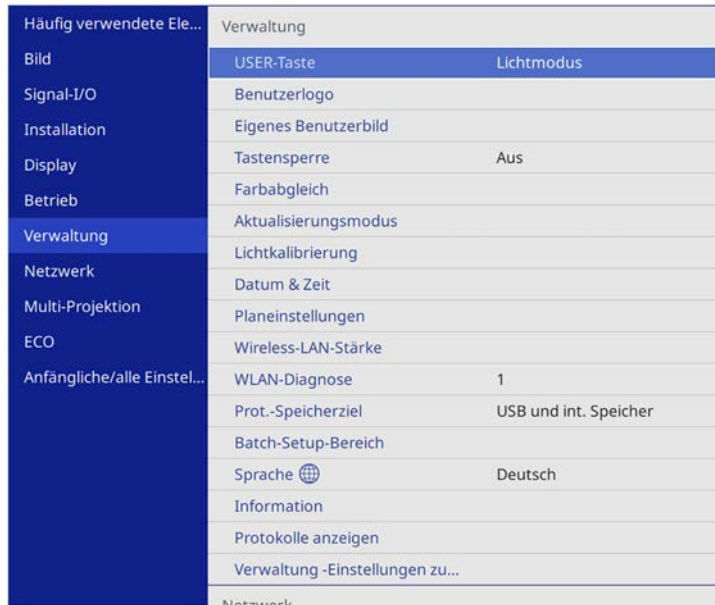 Häufig verwendete Ele...
Bild
Signal-I/O
Installation
Display
Betrieb
Verwaltung
Netzwerk
Multi-Projektion
ECO
Anfängliche/alle Einstel...
Verwaltung
USER-Taste Lichtmodus
Benutzerlogo
Eigenes Benutzerbild
Tastensperre Aus
Farbabgleich
Aktualisierungsmodus
Lichtkalibrierung
Datum & Zeit
Planeinstellungen
Wireless-LAN-Stärke
WLAN-Diagnose 1
Prot.-Speicherziel USB und int. Speicher
Batch-Setup-Bereich
Sprache Deutsch
Information
Protokolle anzeigen
Verwaltung -Einstellungen zu...
Netzwerk